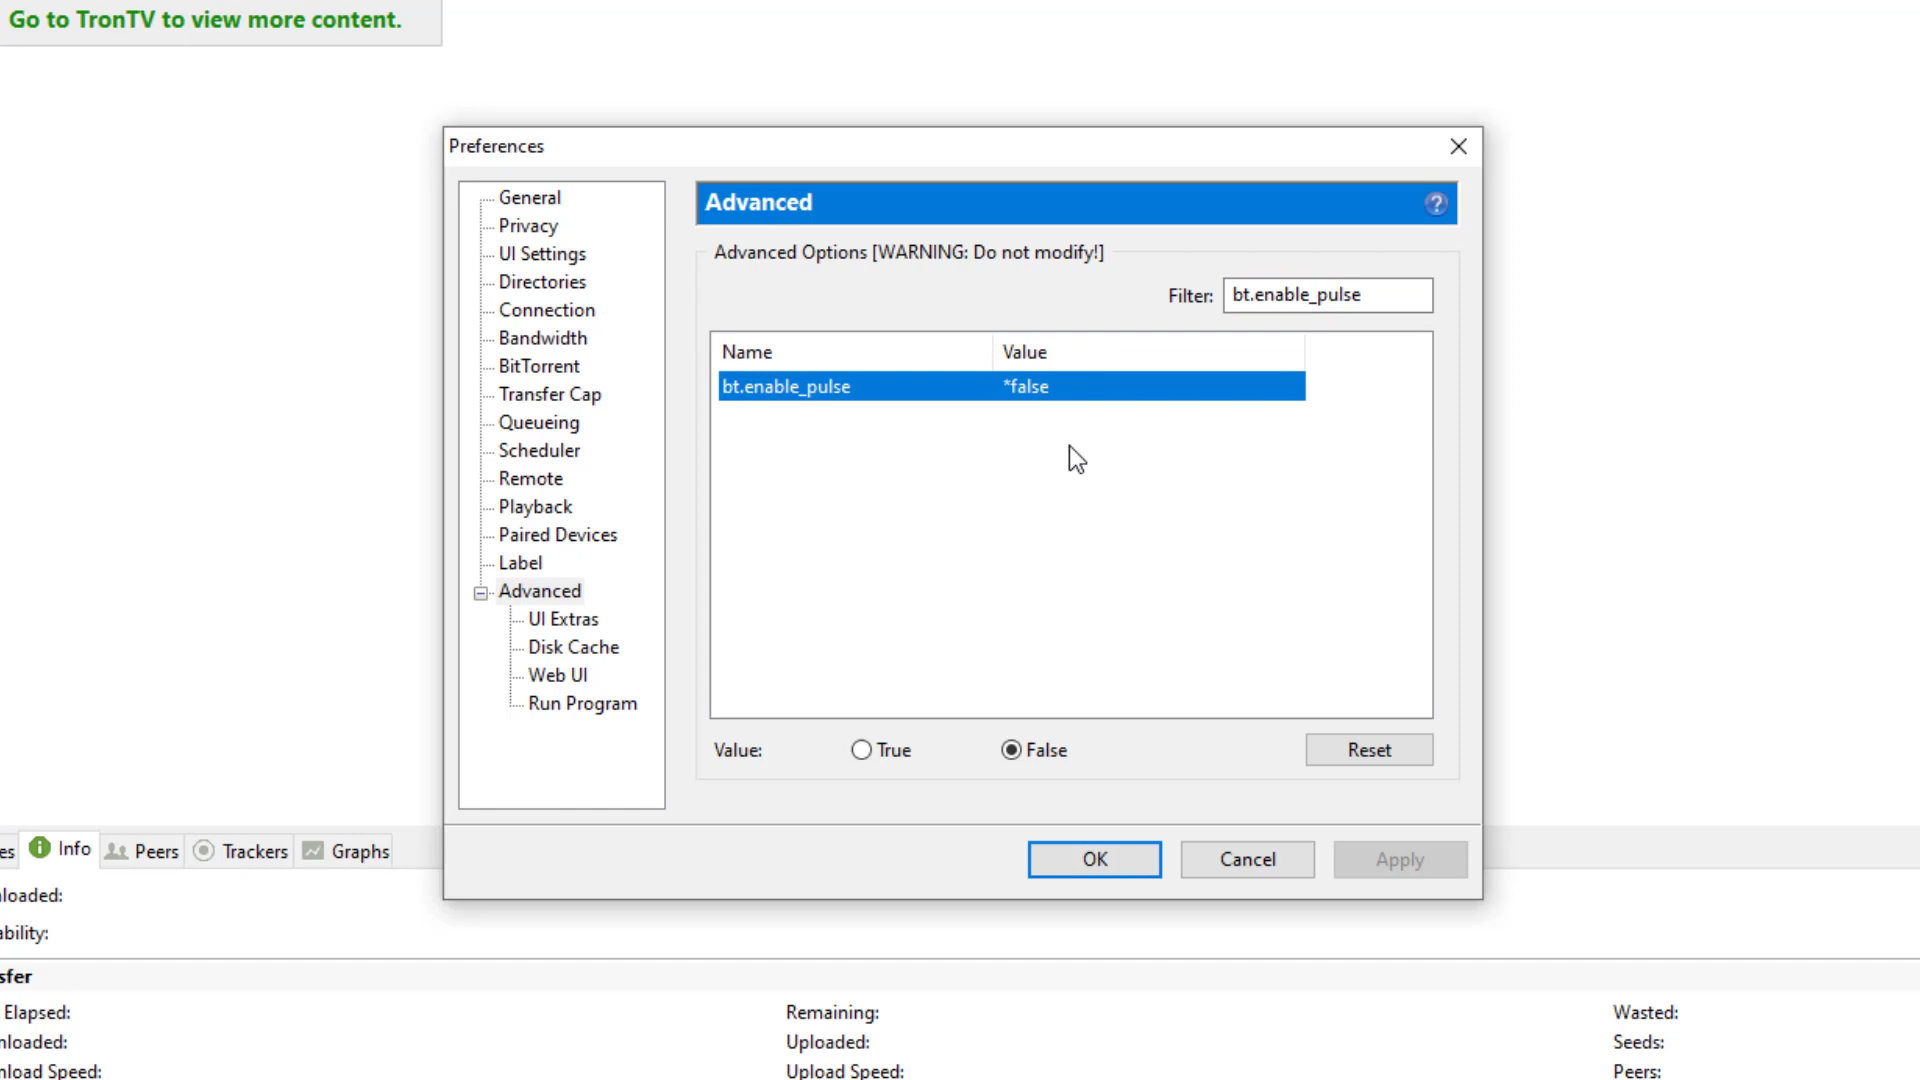 Go to TronTV to view more content.
Preferences
General
Privacy
UI Settings
Directories
Connection
Bandwidth
BitTorrent
Transfer Cap
Queueing
Scheduler
Remote
Playback
Paired Devices
Label
Advanced
UI Extras
Disk Cache
Web UI
Run Program
Advanced
?
Advanced Options [WARNING: Do not modify!]
Filter: bt.enable_pulse
Name Value
bt.enable_pulse *false
Value: True False Reset
OK Cancel Apply
es Info Peers Trackers Graphs
loaded:
ability:
sfer
Elapsed: Remaining: Wasted:
nloaded: Uploaded: Seeds:
nload Speed: Upload Speed: Peers: